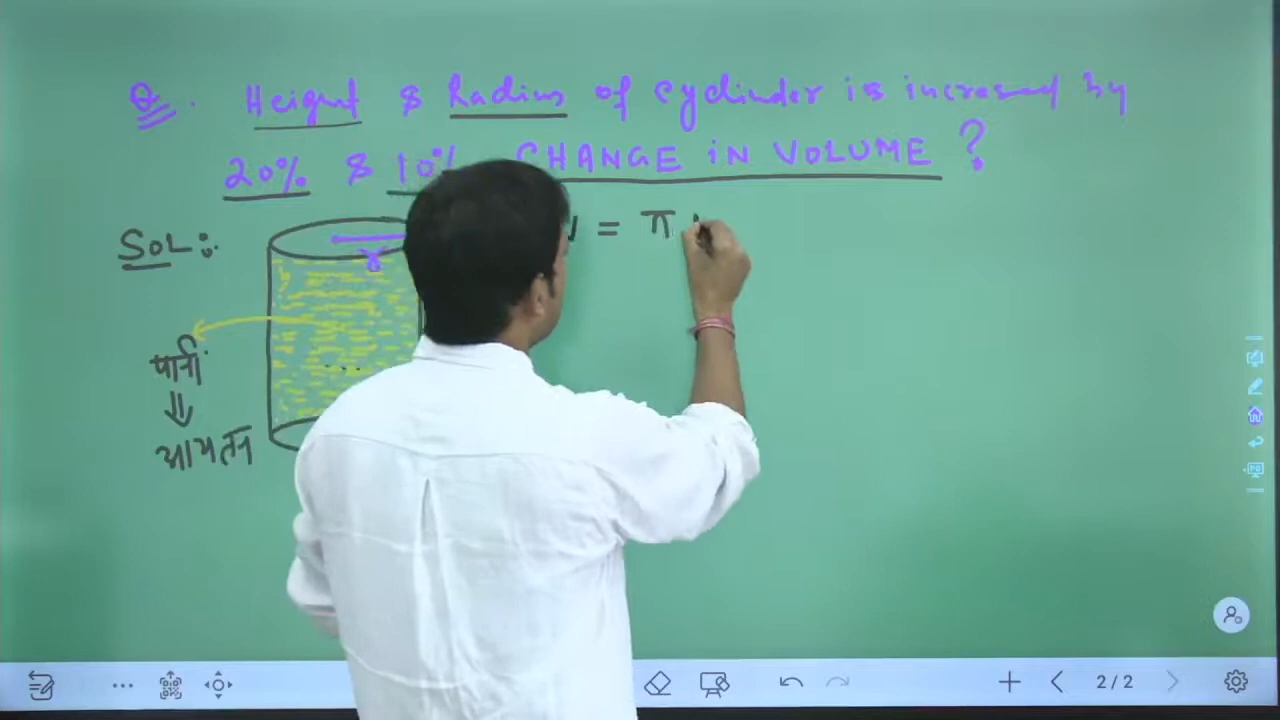 Q. Height & Radius of cylinder is increased by
20% & 10% CHANGE IN VOLUME ?
SOL:
r
= π
पानी
⇓
आयतन
2/2